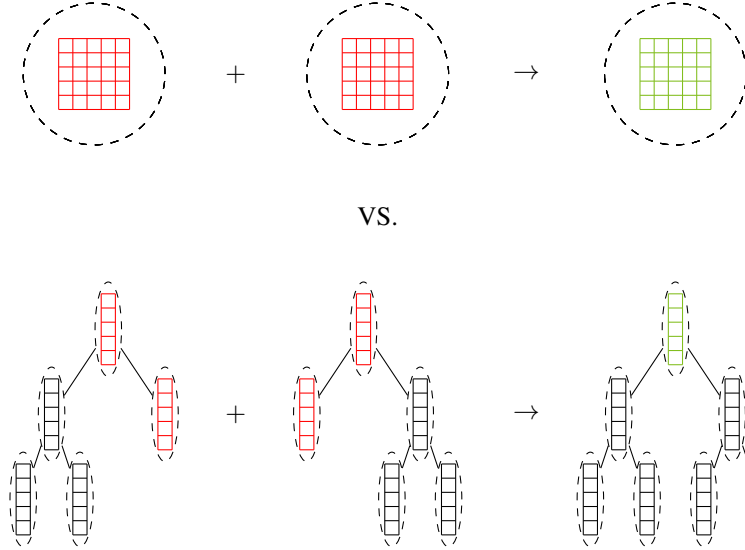 + →
VS.
+ →